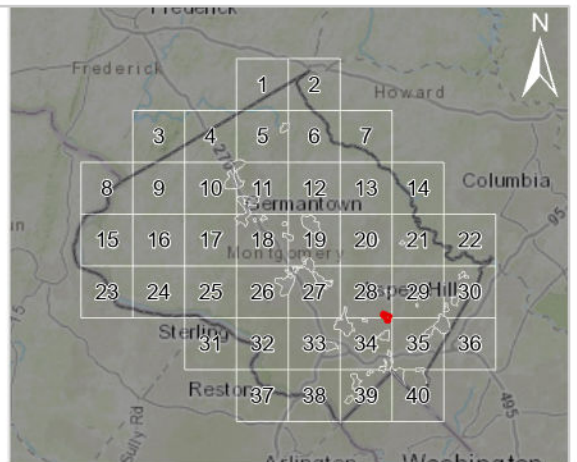 Frederick
N
Frederick
1 2
Howard
3 4 5 6 7
270
8 9 10 11 12 13 14
Columbia
Germantown
95
15 16 17 18 19 20 21 22
Montgomery
23 24 25 26 27 28 29 30
Aspen Hill
15
Sterling
31 32 33 34 35 36
Reston
37 38 39 40
495
Sully Rd
Arlington
Washington